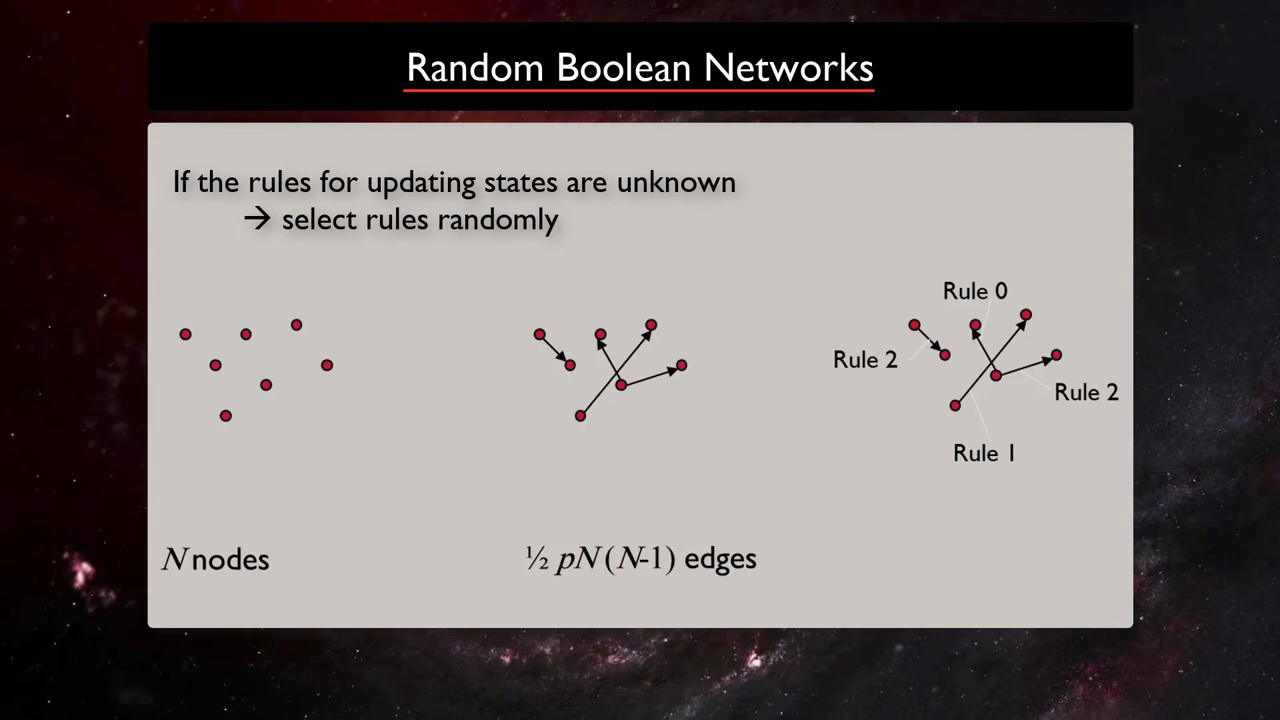 Random Boolean Networks
If the rules for updating states are unknown
→ select rules randomly
Rule 0
Rule 2
Rule 2
Rule 1
N nodes
½ pN(N-1) edges